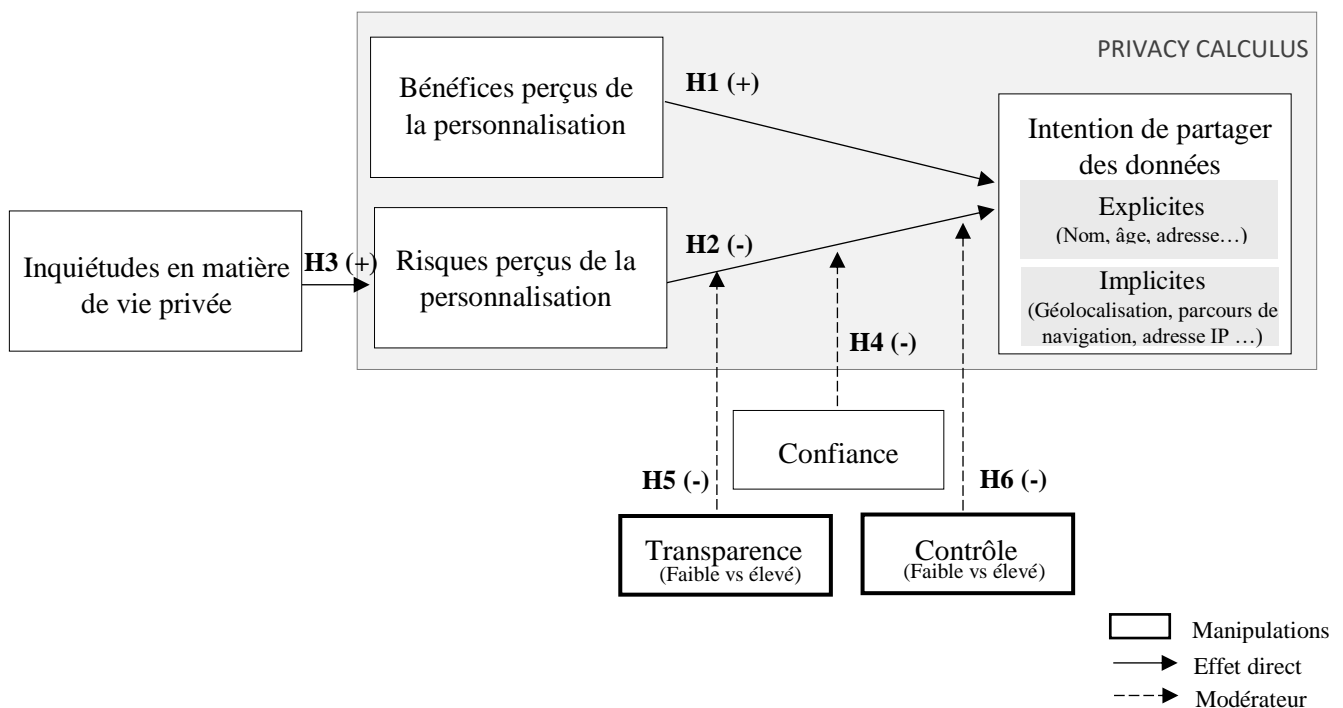 PRIVACY CALCULUS
Bénéfices perçus de
la personnalisation
H1 (+)
Intention de partager
des données
Explicites
(Nom, âge, adresse…)
Implicites
(Géolocalisation, parcours de
navigation, adresse IP …)
Inquiétudes en matière
de vie privée
H3 (+)
Risques perçus de la
personnalisation
H2 (-)
H4 (-)
Confiance
H5 (-)
H6 (-)
Transparence
(Faible vs élevé)
Contrôle
(Faible vs élevé)
Manipulations
Effet direct
Modérateur